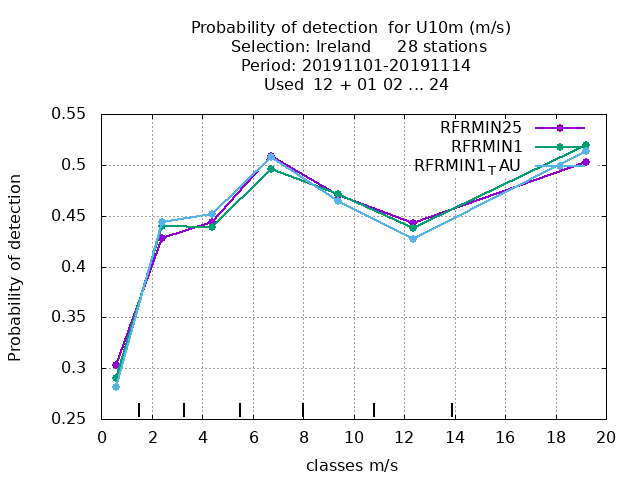 Probability of detection  for U10m (m/s)
Selection: Ireland     28 stations
Period: 20191101-20191114
Used  12 + 01 02 ... 24
RFRMIN25
RFRMIN1
RFRMIN1TAU
0.55
0.5
0.45
0.4
0.35
0.3
0.25
Probability of detection
0 2 4 6 8 10 12 14 16 18 20
classes m/s